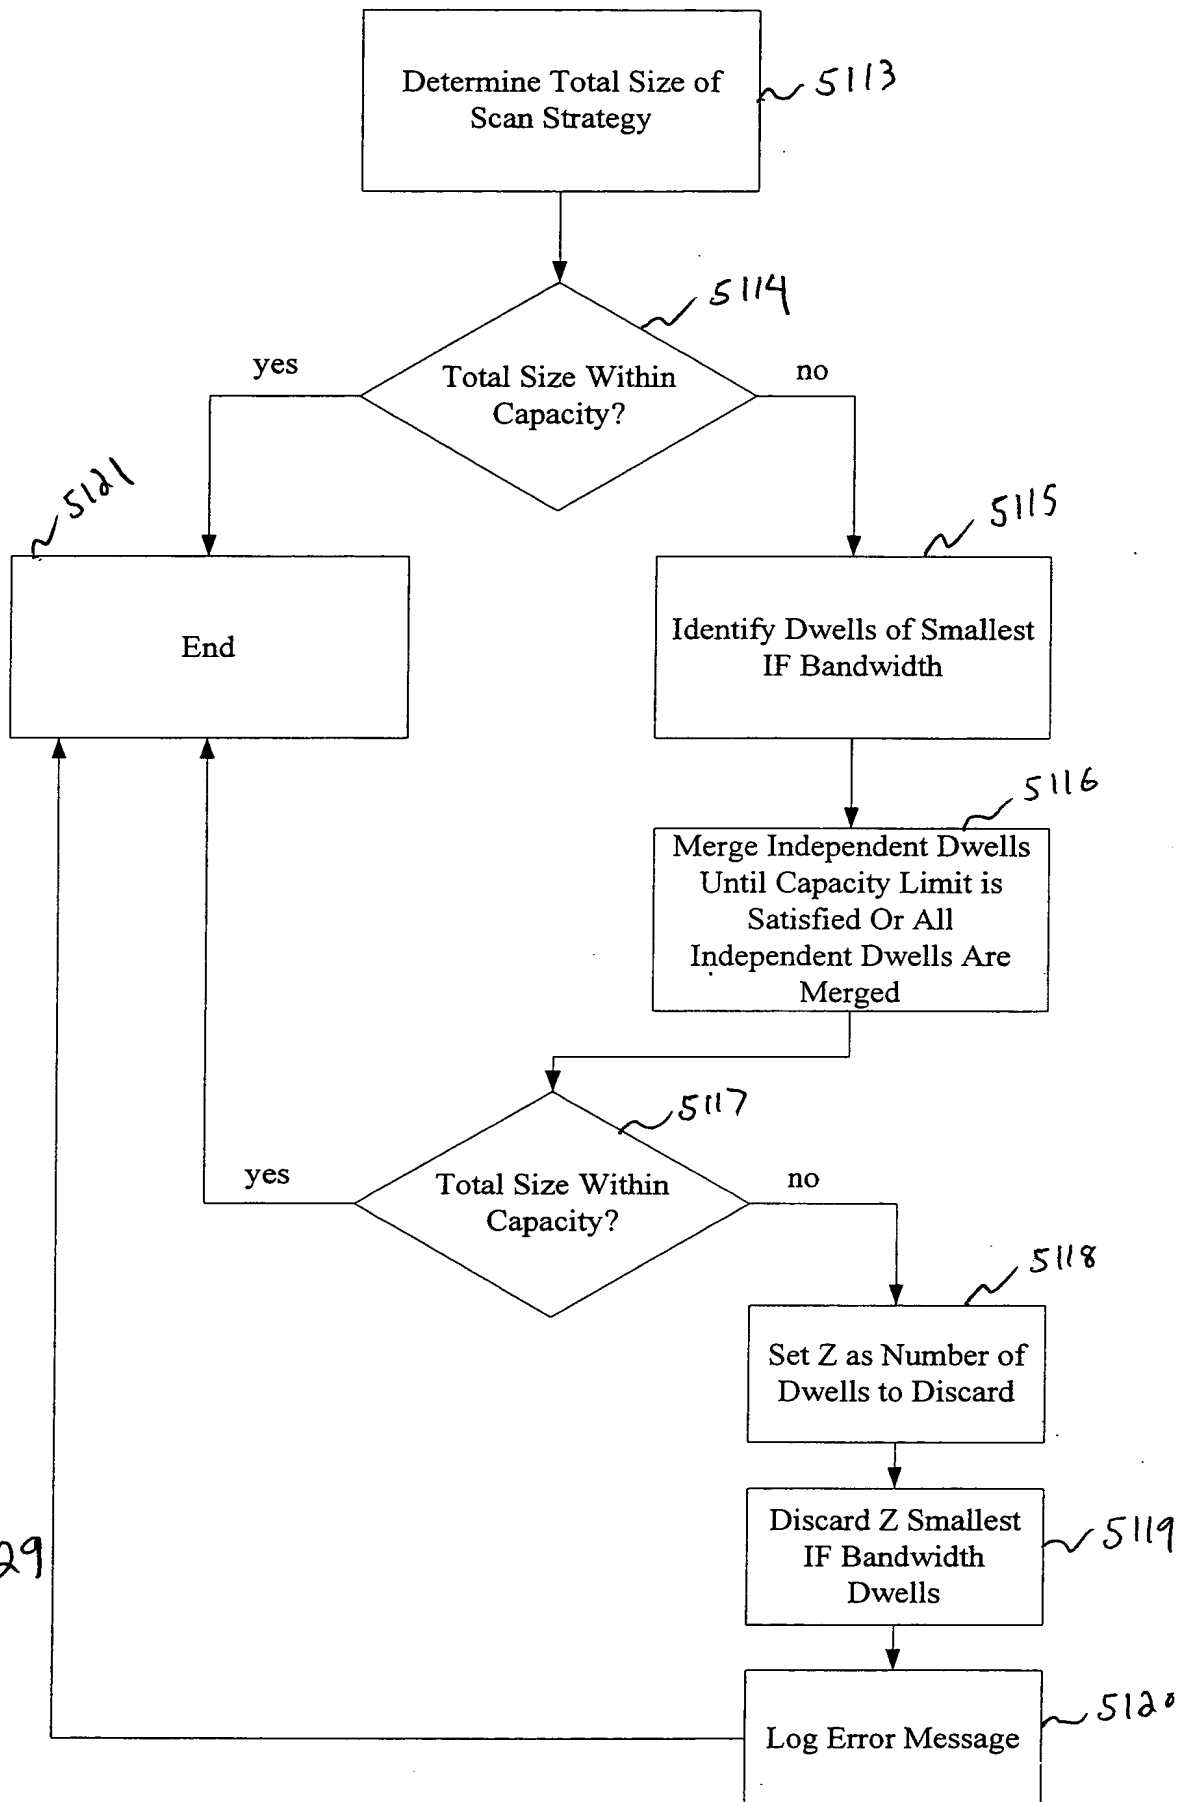 Determine Total Size of
Scan Strategy
5113
5114
yes
Total Size Within
Capacity?
no
5121
5115
End
Identify Dwells of Smallest
IF Bandwidth
5116
Merge Independent Dwells
Until Capacity Limit is
Satisfied Or All
Independent Dwells Are
Merged
5117
yes
Total Size Within
Capacity?
no
5118
Set Z as Number of
Dwells to Discard
Discard Z Smallest
IF Bandwidth
Dwells
5119
29
5120
Log Error Message